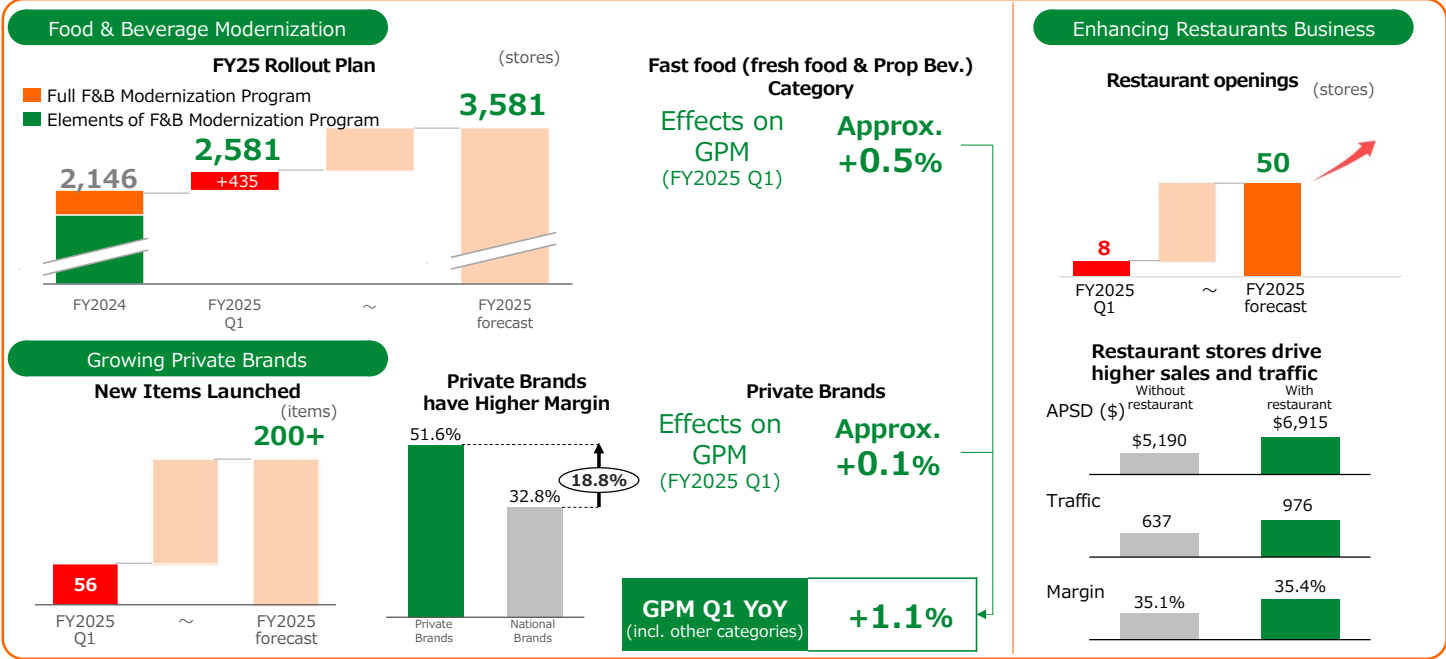 Food & Beverage Modernization
FY25 Rollout Plan
(stores)
Full F&B Modernization Program
Elements of F&B Modernization Program
2,146
2,581
+435
3,581
FY2024
FY2025
Q1
～
FY2025
forecast
Fast food (fresh food & Prop Bev.)
Category
Effects on
GPM
(FY2025 Q1)
Approx.
+0.5%
Growing Private Brands
New Items Launched
(items)
200+
56
FY2025
Q1
～
FY2025
forecast
Private Brands
have Higher Margin
51.6%
32.8%
18.8%
Private
Brands
National
Brands
Private Brands
Effects on
GPM
(FY2025 Q1)
Approx.
+0.1%
GPM Q1 YoY
(incl. other categories)
+1.1%
Enhancing Restaurants Business
Restaurant openings
(stores)
8
50
FY2025
Q1
～
FY2025
forecast
Restaurant stores drive
higher sales and traffic
APSD ($)
Without
restaurant
With
restaurant
$5,190
$6,915
Traffic
637
976
Margin
35.1%
35.4%